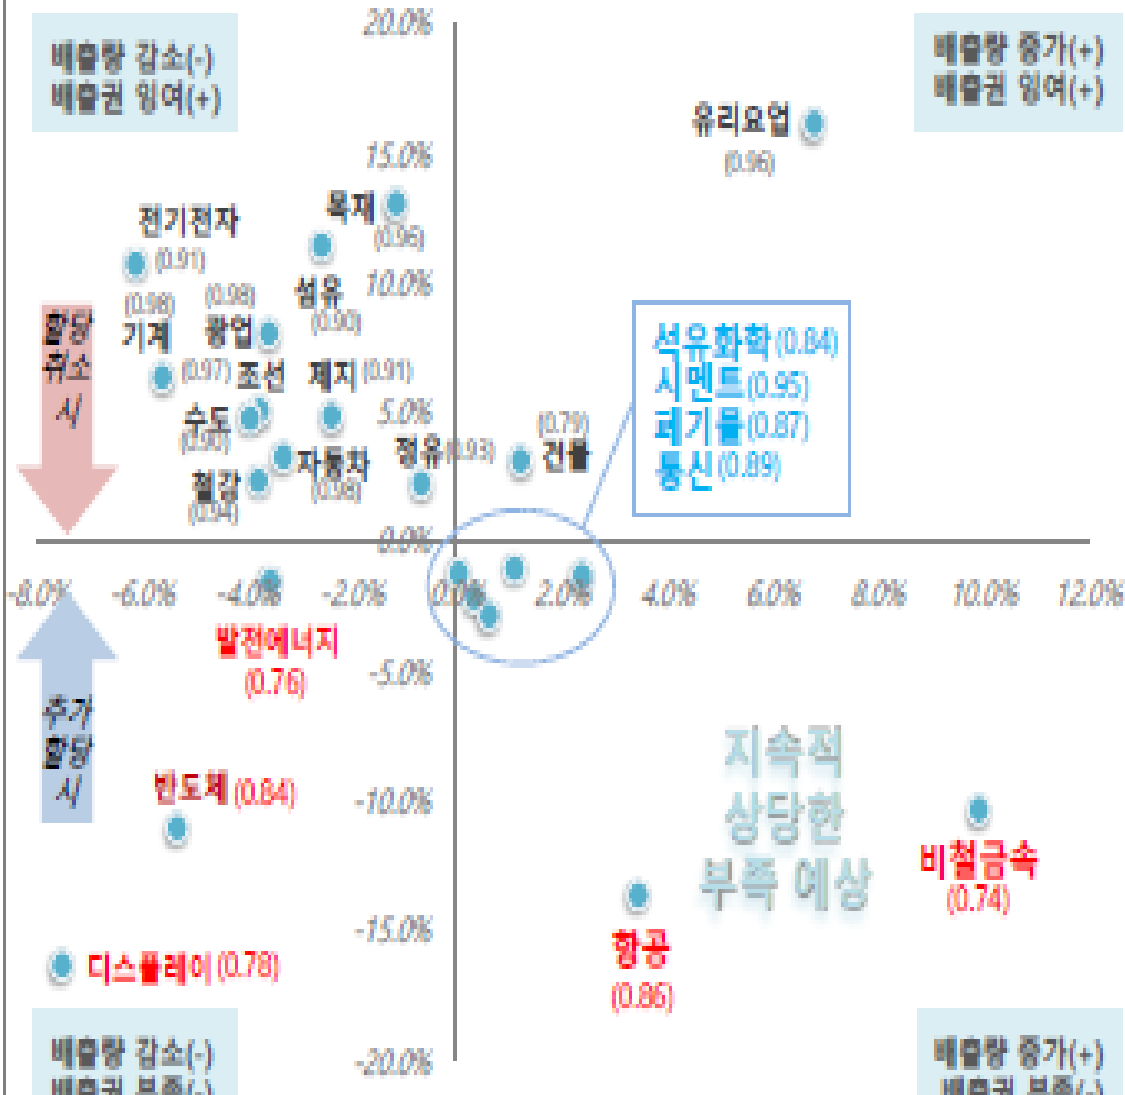 20.0%
배출량 감소(-)
배출권 잉여(+)
배출량 증가(+)
배출권 잉여(+)
유리요업
(0.96)
15.0%
목재
(0.96)
전기전자
(0.91)
섬유
(0.90)
10.0%
(0.98)
기계
(0.98)
광업
할당
취소
시
(0.97)
조선
제지 (0.91)
수도
(0.90)
5.0%
석유화학 (0.84)
시멘트 (0.95)
폐기물 (0.87)
통신 (0.89)
(0.79)
건물
정유 (0.93)
자동차
(0.98)
철강
(0.94)
0.0%
-8.0% -6.0% -4.0% -2.0% 0.0% 2.0% 4.0% 6.0% 8.0% 10.0% 12.0%
발전에너지
(0.76)
-5.0%
추가
할당
시
반도체 (0.84)
-10.0%
지속적
상당한
부족 예상
비철금속
(0.74)
항공
(0.86)
-15.0%
디스플레이 (0.78)
-20.0%
배출량 감소(-)
배출권 부족(-)
배출량 증가(+)
배출권 부족(-)